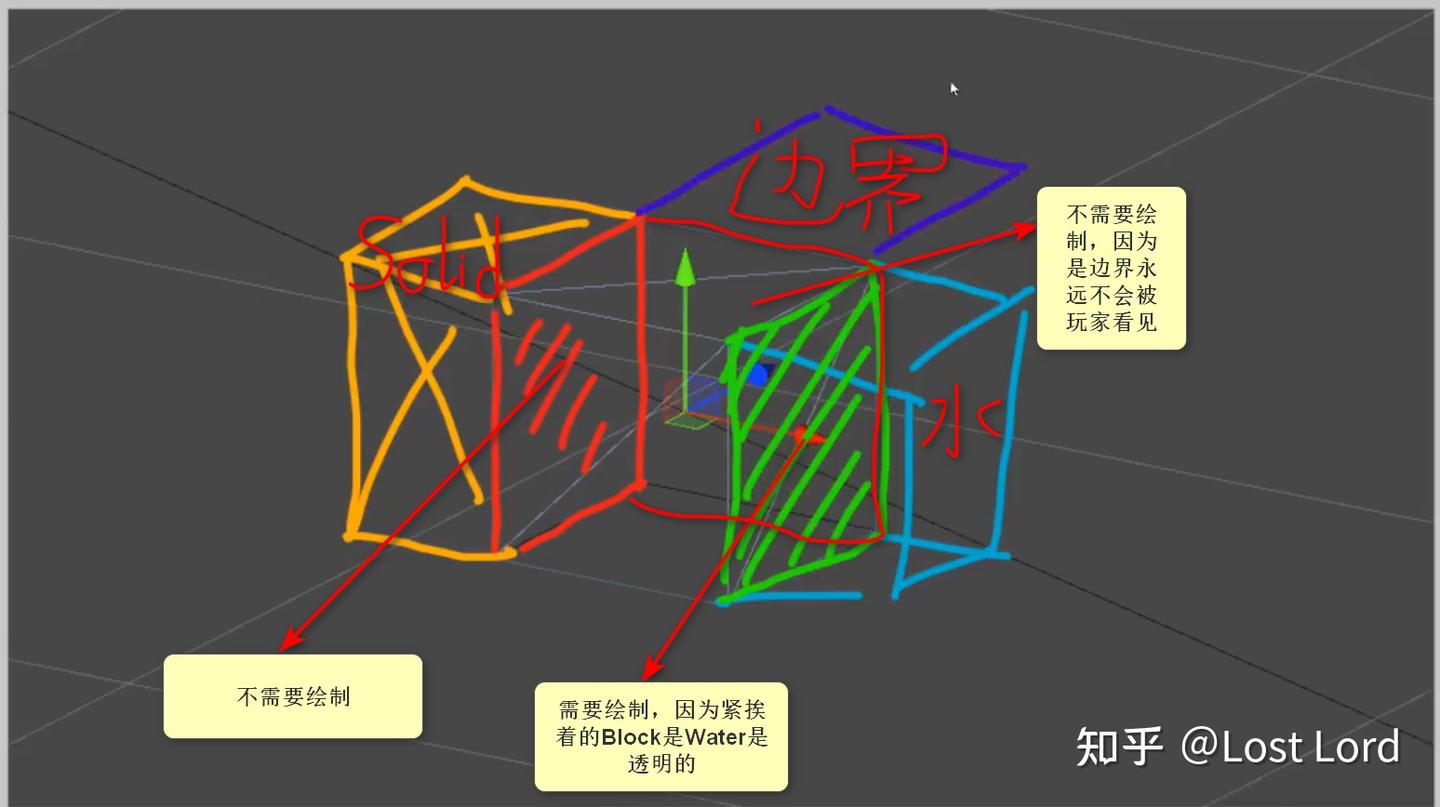 边界
Solid
不需要绘
制，因为
是边界永
远不会被
玩家看见
水
不需要绘制
需要绘制，因为紧挨
着的Block是Water是
透明的
知乎 @Lost Lord